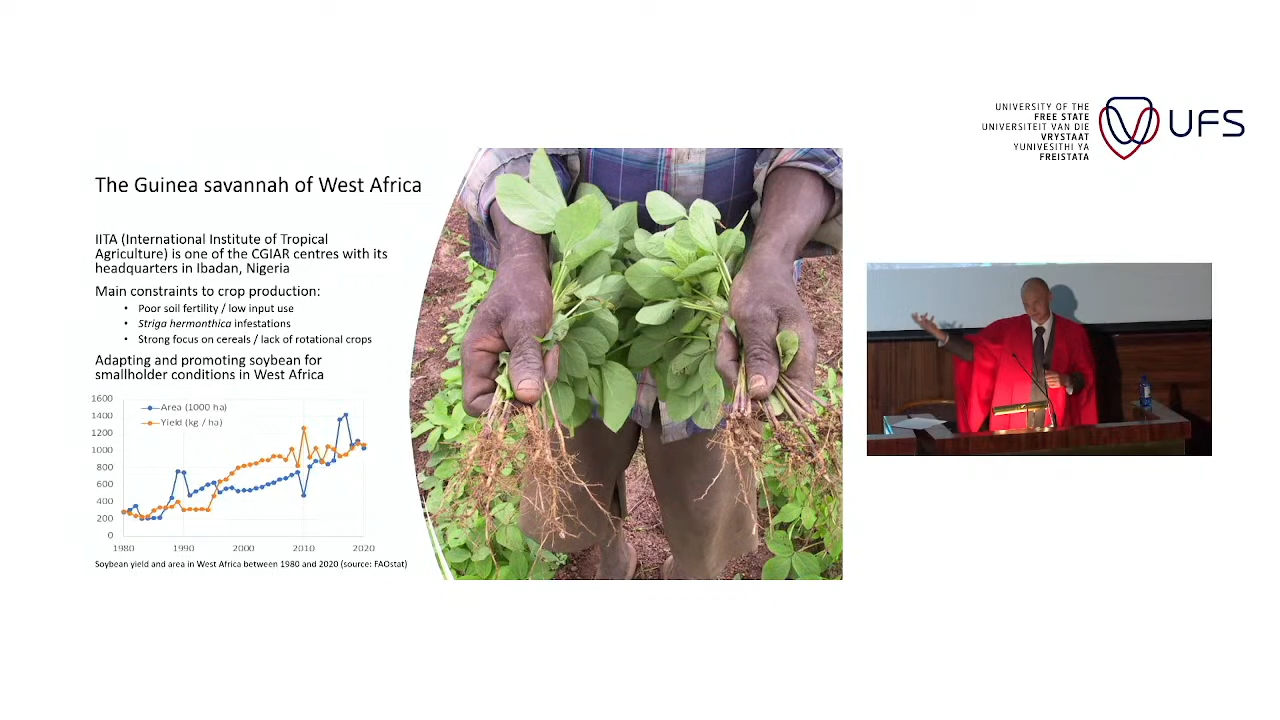 UNIVERSITY OF THE
FREE STATE
UNIVERSITEIT VAN DIE
VRYSTAAT
YUNIVESITHI YA
FREISTATA
UFS
The Guinea savannah of West Africa
IITA (International Institute of Tropical
Agriculture) is one of the CGIAR centres with its
headquarters in Ibadan, Nigeria
Main constraints to crop production:
• Poor soil fertility / low input use
• Striga hermonthica infestations
• Strong focus on cereals / lack of rotational crops
Adapting and promoting soybean for
smallholder conditions in West Africa
1600
1400
1200
1000
800
600
400
200
0
Area (1000 ha)
Yield (kg / ha)
1980 1990 2000 2010 2020
Soybean yield and area in West Africa between 1980 and 2020 (source: FAOstat)